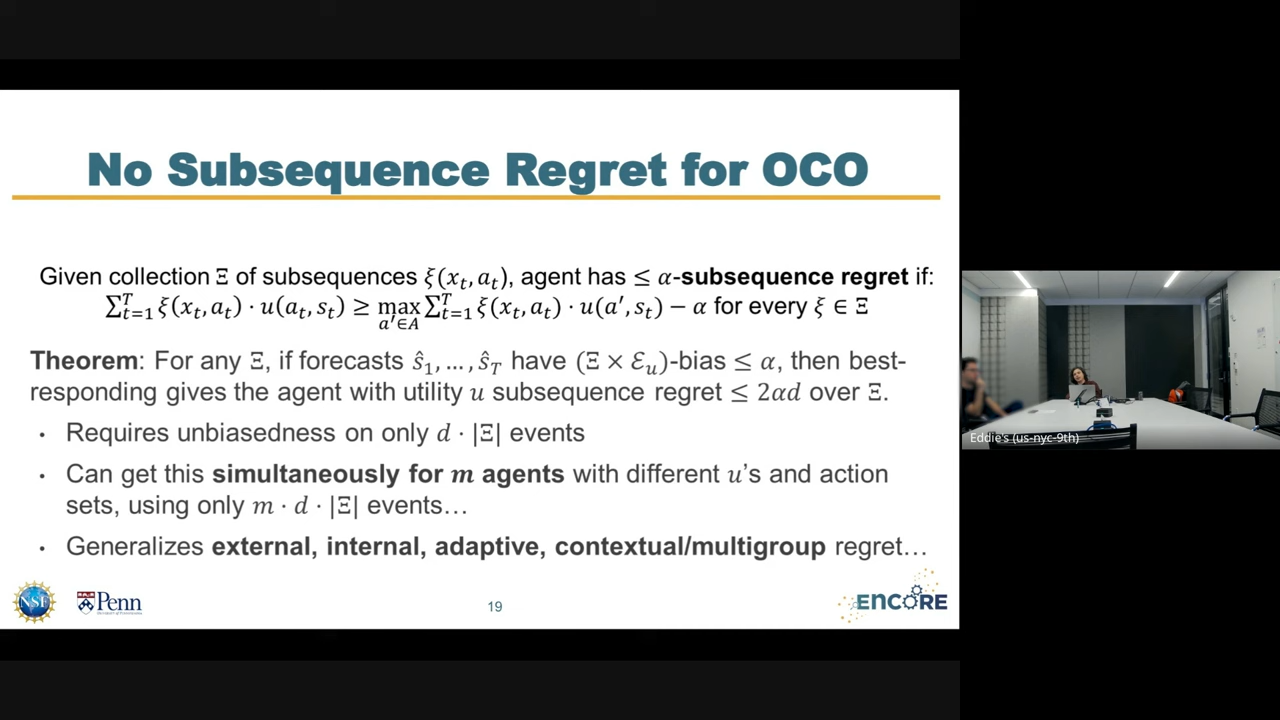 No Subsequence Regret for OCO
Given collection Ξ of subsequences ξ(x_t, a_t), agent has ≤ α-subsequence regret if:
∑_{t=1}^T ξ(x_t, a_t) · u(a_t, s_t) ≥ max_{a′∈A} ∑_{t=1}^T ξ(x_t, a_t) · u(a′, s_t) − α for every ξ ∈ Ξ
Theorem: For any Ξ, if forecasts ŝ_1, … , ŝ_T have (Ξ × ℰ_u)-bias ≤ α, then best-
responding gives the agent with utility u subsequence regret ≤ 2αd over Ξ.
• Requires unbiasedness on only d · |Ξ| events
• Can get this simultaneously for m agents with different u's and action
sets, using only m · d · |Ξ| events…
• Generalizes external, internal, adaptive, contextual/multigroup regret…
NSF
Penn
19
ENCORE
Eddie's (us-nyc-9th)